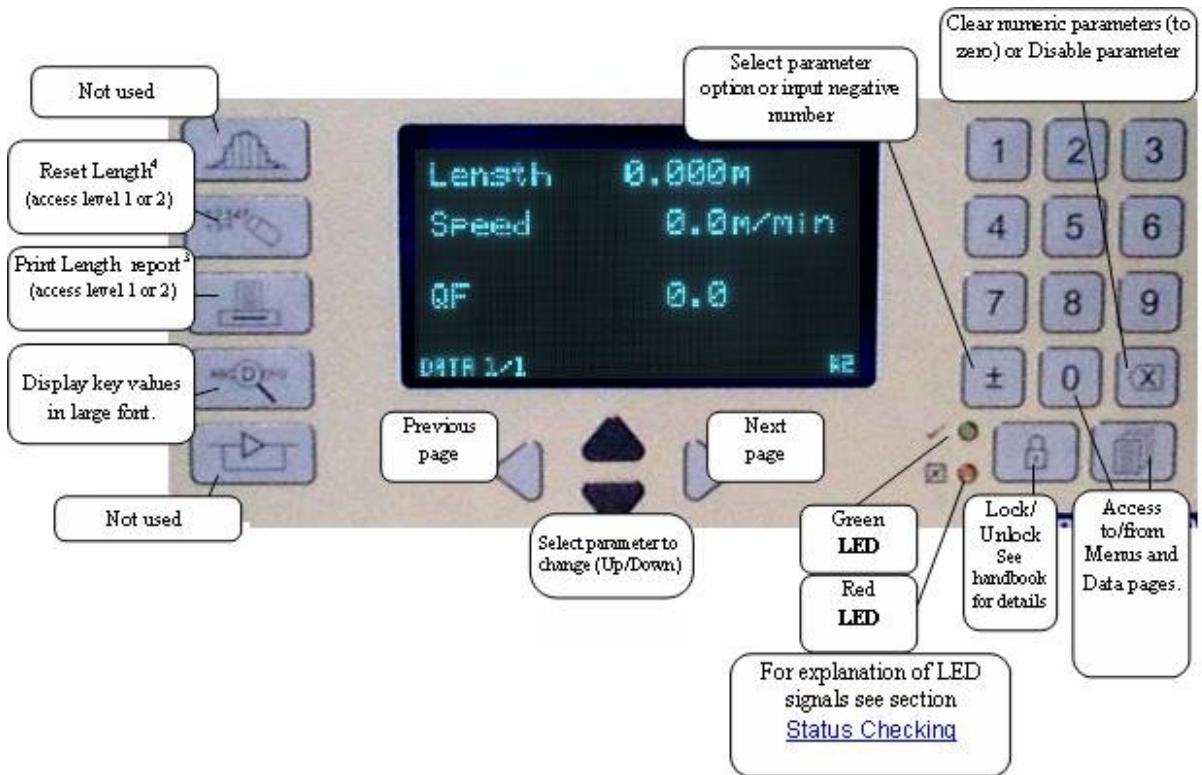 Clear numeric parameters (to
zero) or Disable parameter
Select parameter
option or input negative
number
Not used
Reset Length⁴
(access level 1 or 2)
Print Length report³
(access level 1 or 2)
Display key values
in large font.
Not used
Length 0.000m
Speed 0.0m/min
QF 0.0
DATA 1/1
1 2 3
4 5 6
7 8 9
± 0 X
Previous
page
Next
page
Select parameter to
change (Up/Down)
Green
LED
Red
LED
Lock/
Unlock
See
handbook
for details
Access
to/from
Menus and
Data pages.
For explanation of LED
signals see section
Status Checking